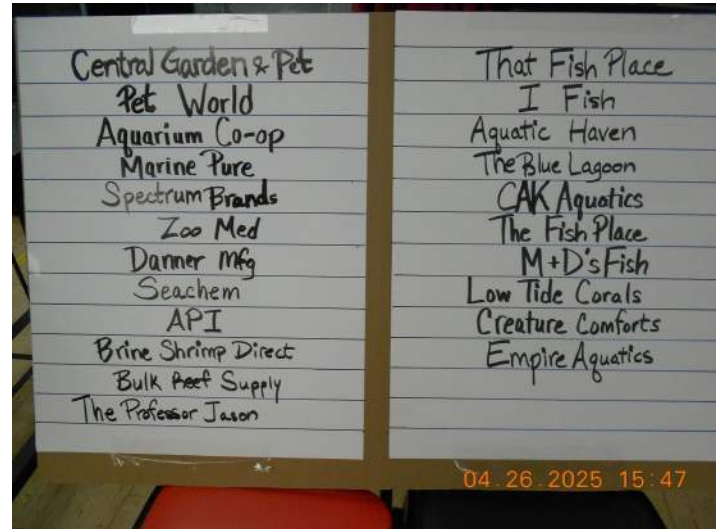 Central Garden & Pet
Pet World
Aquarium Co-op
Marine Pure
Spectrum Brands
Zoo Med
Danner Mfg
Seachem
API
Brine Shrimp Direct
Bulk Reef Supply
The Professor Jason
That Fish Place
I Fish
Aquatic Haven
The Blue Lagoon
CAK Aquatics
The Fish Place
M+D's Fish
Low Tide Corals
Creature Comforts
Empire Aquatics
04.26.2025 15:47